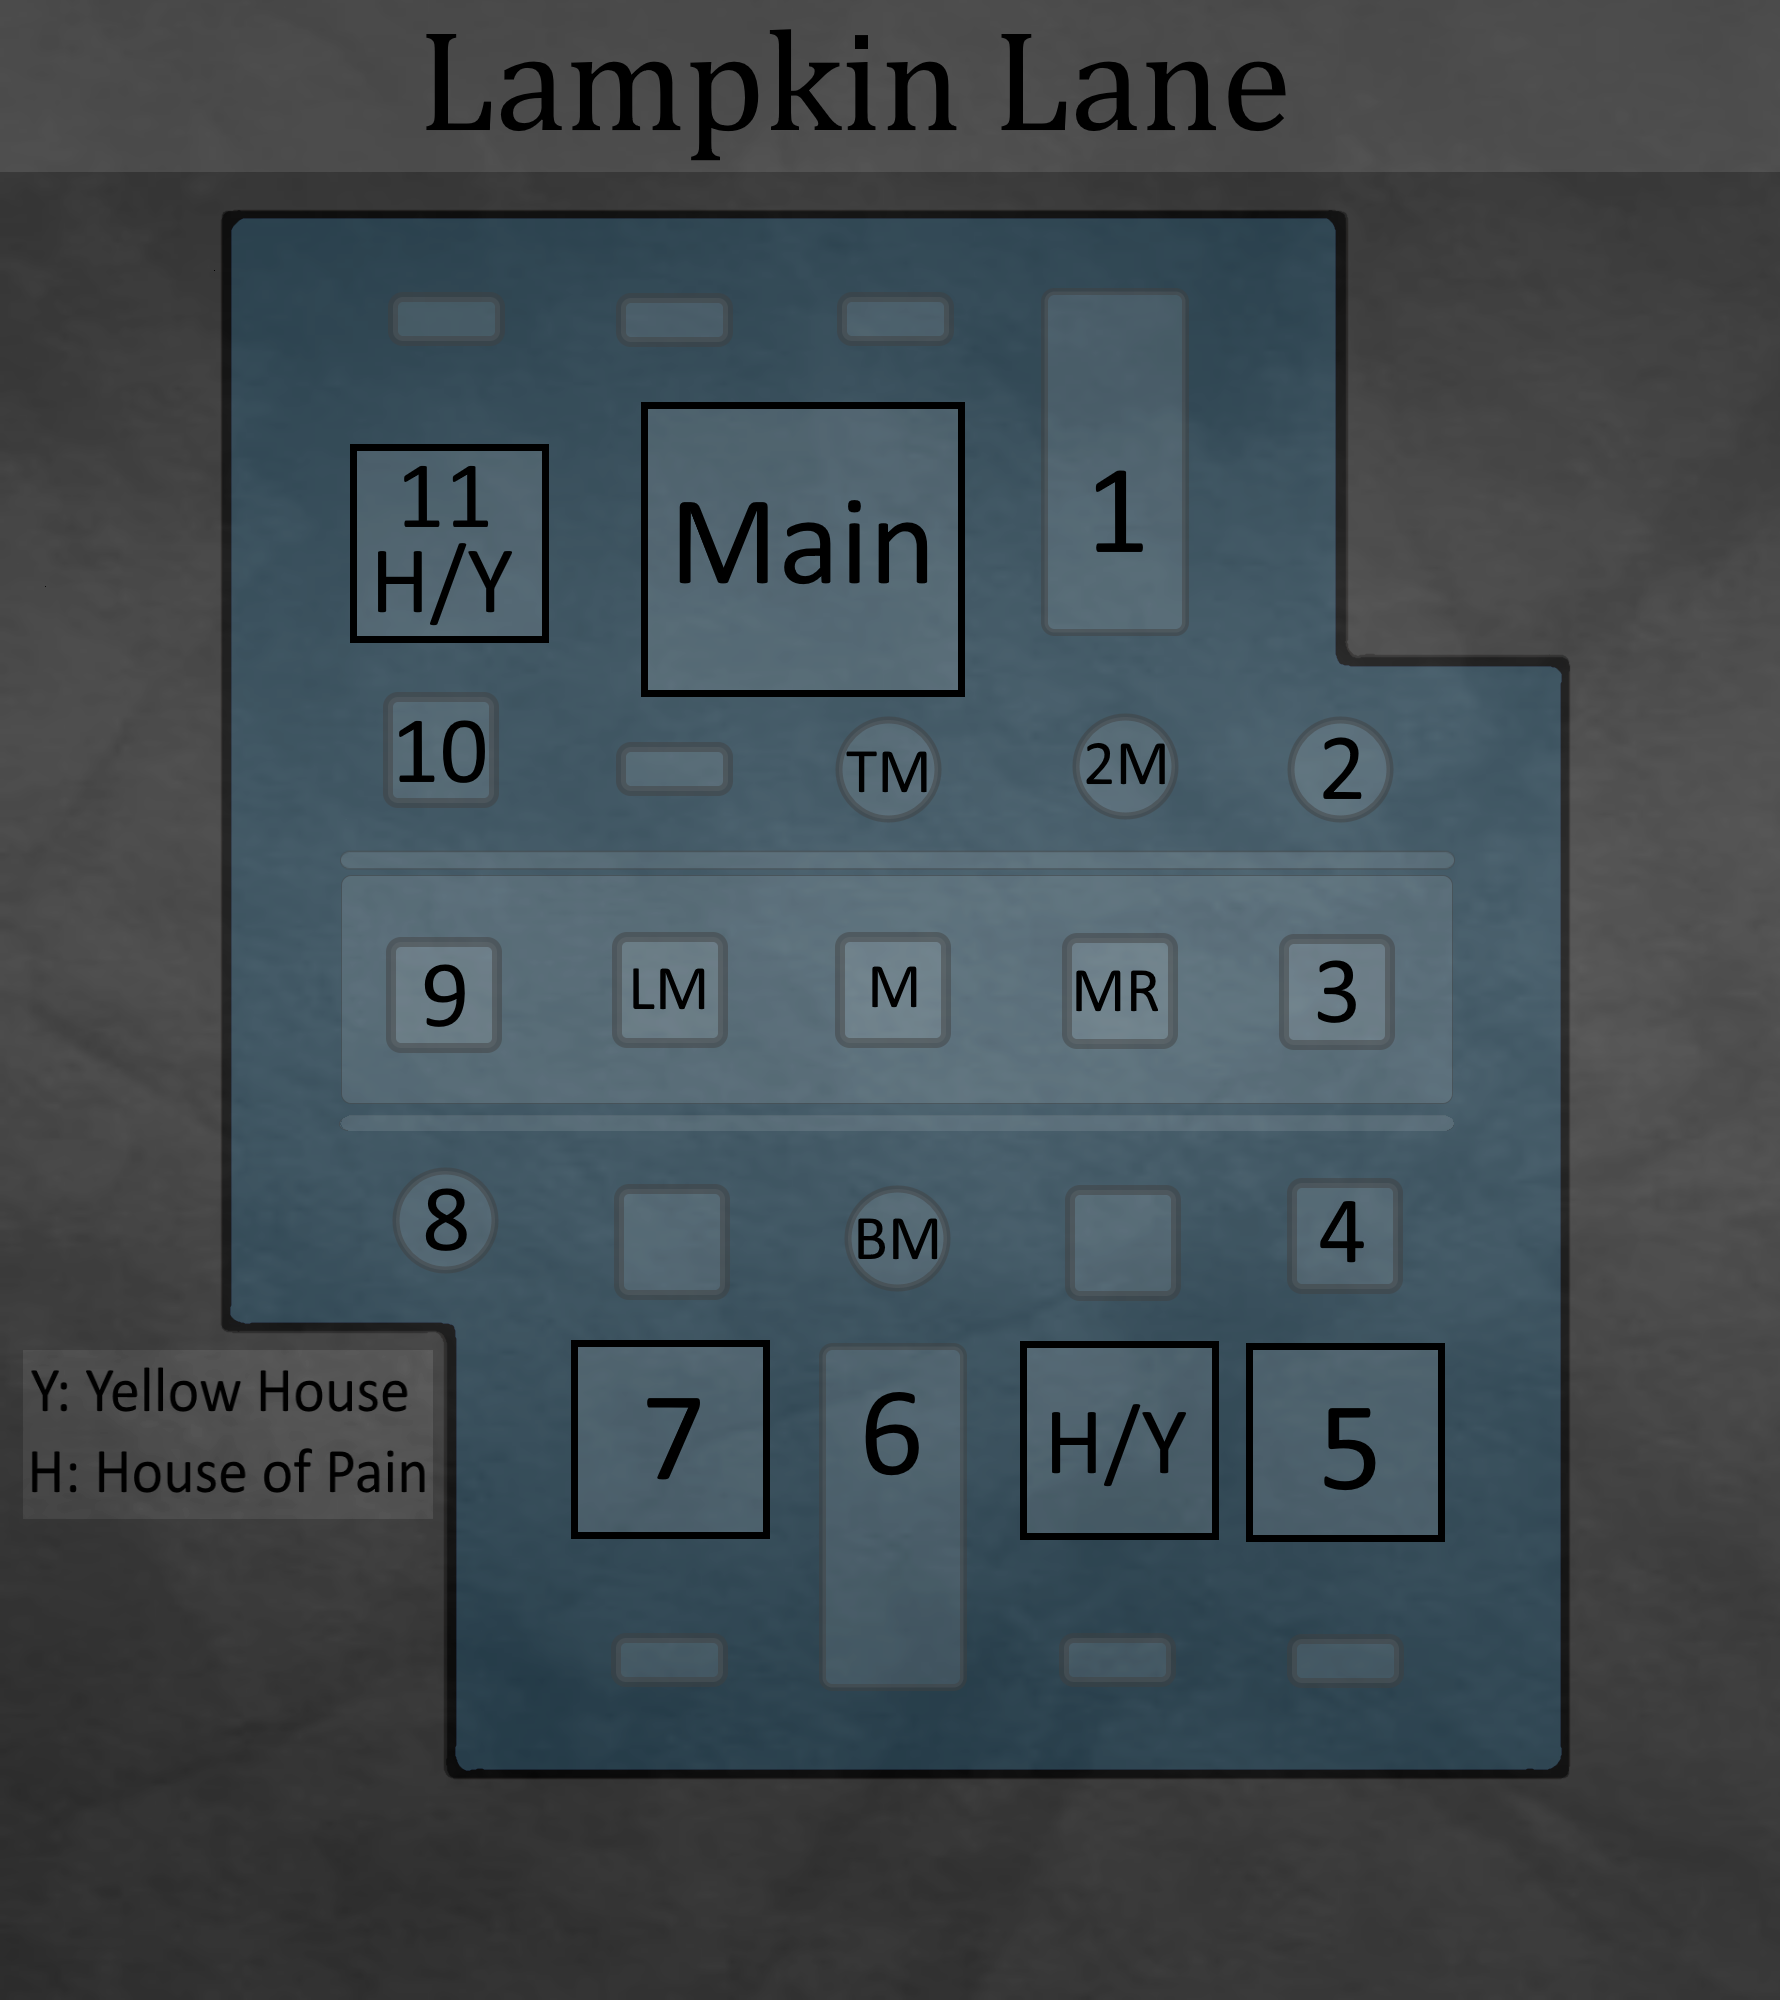 Lampkin Lane
11
H/Y
Main
1
10
TM
2M
2
9
LM
M
MR
3
8
BM
4
7
6
H/Y
5
Y: Yellow House
H: House of Pain